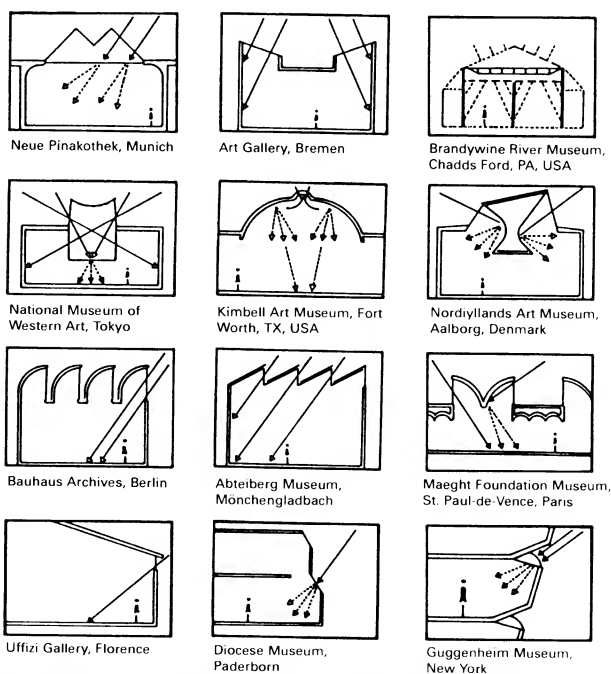 Neue Pinakothek, Munich
Art Gallery, Bremen
Brandywine River Museum,
Chadds Ford, PA, USA
National Museum of
Western Art, Tokyo
Kimbell Art Museum, Fort
Worth, TX, USA
Nordiyllands Art Museum,
Aalborg, Denmark
Bauhaus Archives, Berlin
Abteiberg Museum,
Mönchengladbach
Maeght Foundation Museum,
St. Paul-de-Vence, Paris
Uffizi Gallery, Florence
Diocese Museum,
Paderborn
Guggenheim Museum,
New York